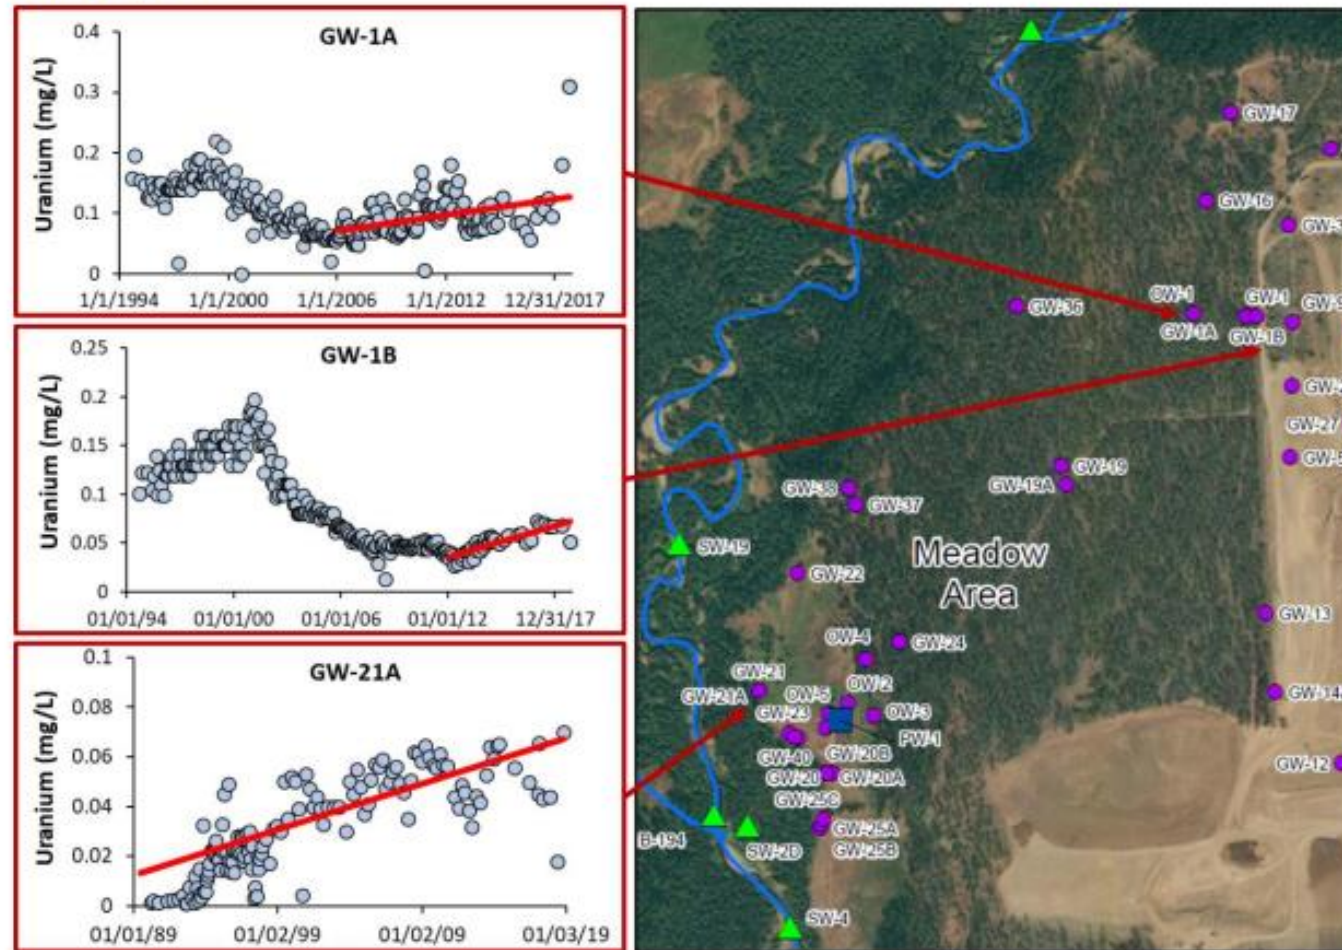 GW-1A
Uranium (mg/L)
0.4
0.3
0.2
0.1
0
1/1/1994 1/1/2000 1/1/2006 1/1/2012 12/31/2017
GW-1B
Uranium (mg/L)
0.25
0.2
0.15
0.1
0.05
0
01/01/94 01/01/00 01/01/06 01/01/12 12/31/17
GW-21A
Uranium (mg/L)
0.1
0.08
0.06
0.04
0.02
0
01/01/89 01/02/99 01/02/09 01/03/19
GW-17
GW-16
GW-36
OW-1
GW-1
GW-1A
GW-1B
GW-27
GW-19
GW-19A
GW-38
GW-37
SW-19
Meadow
Area
GW-22
GW-13
OW-4
GW-24
GW-21
OW-2
GW-21A
OW-5
GW-14
GW-23
OW-3
PW-1
GW-20B
GW-40
GW-12
GW-20
GW-20A
GW-25C
GW-25A
B-194
SW-2D
GW-25B
SW-4